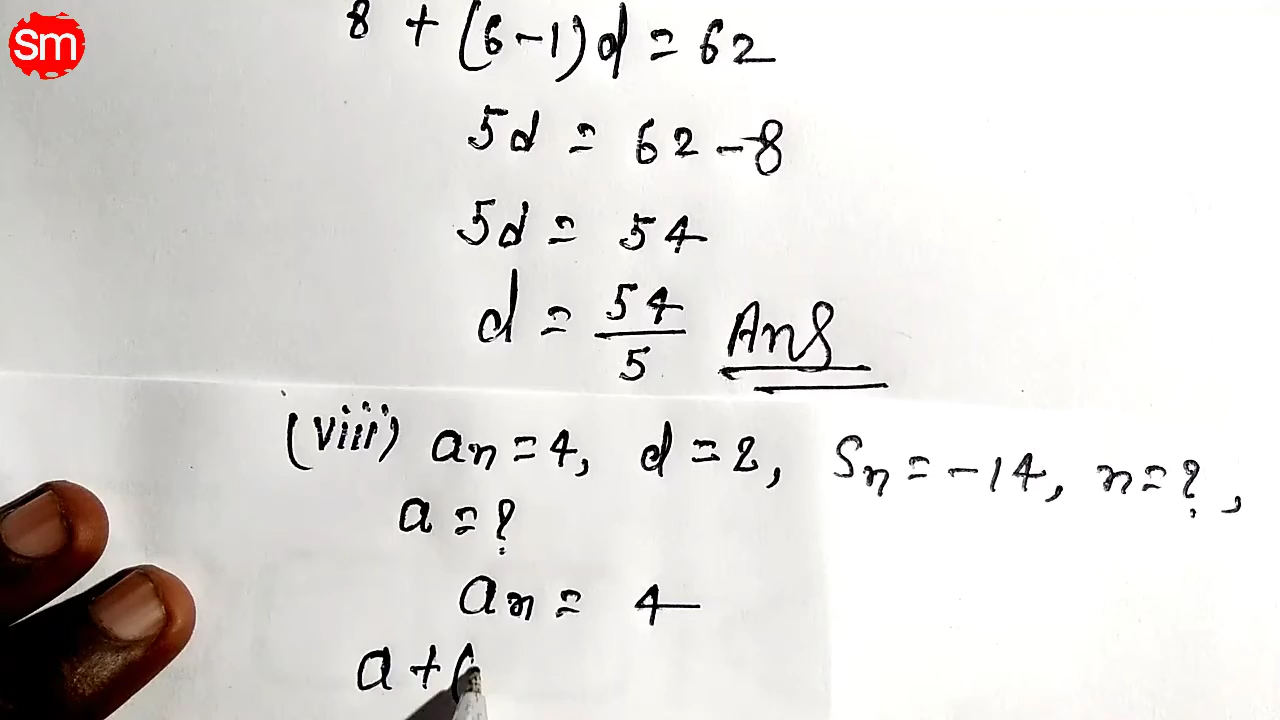 sm
8 + (6-1)d = 62
5d = 62 - 8
5d = 54
d = 54/5 Ans
(viii) an = 4, d = 2, Sn = -14, n = ?,
a = ?
an = 4
a + (